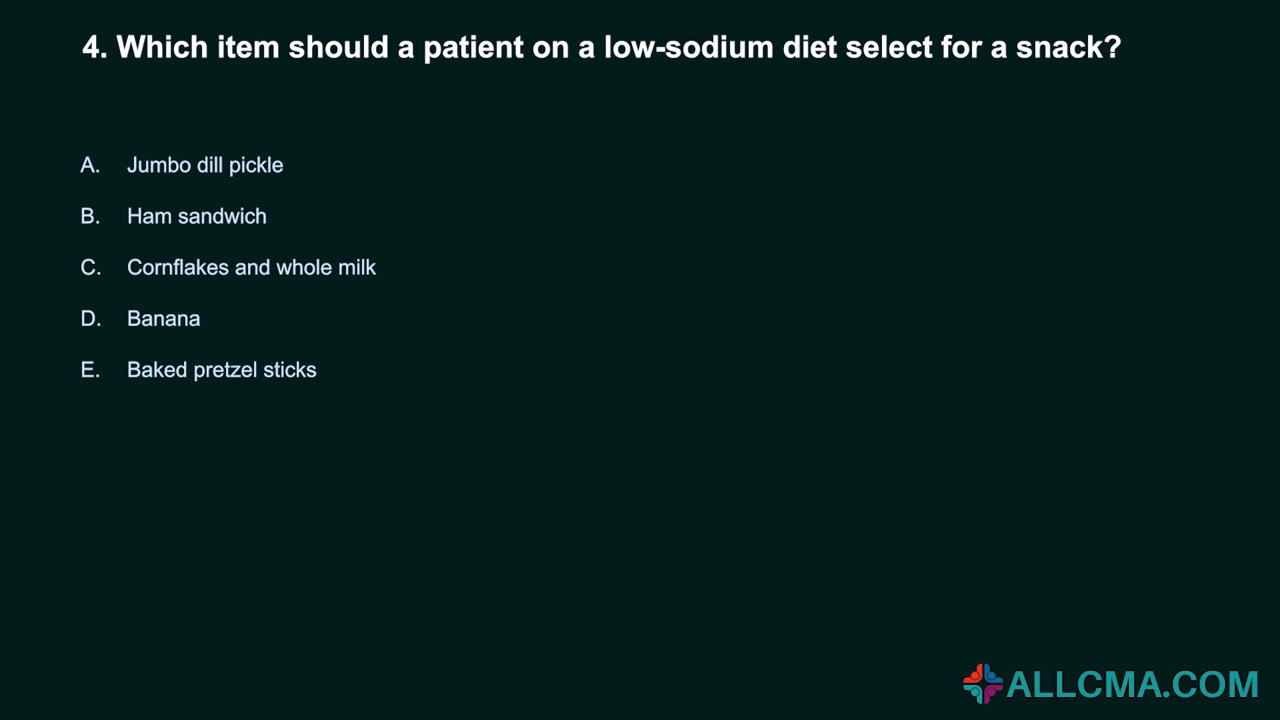 4. Which item should a patient on a low-sodium diet select for a snack?
A. Jumbo dill pickle
B. Ham sandwich
C. Cornflakes and whole milk
D. Banana
E. Baked pretzel sticks
ALLCMA.COM